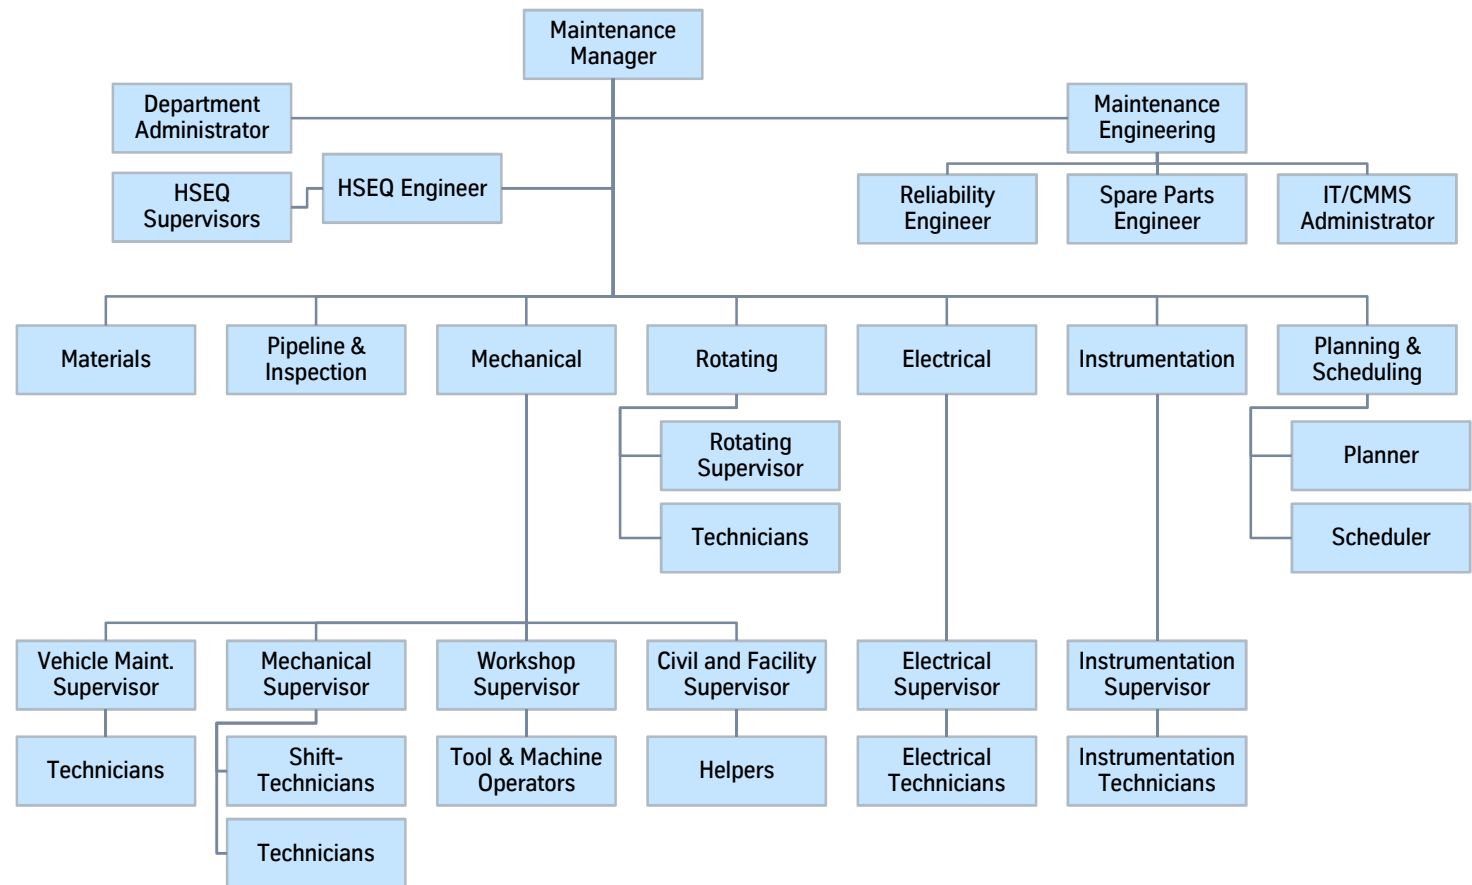 Maintenance
Manager
Department
Administrator
Maintenance
Engineering
HSEQ
Supervisors
HSEQ Engineer
Reliability
Engineer
Spare Parts
Engineer
IT/CMMS
Administrator
Materials
Pipeline &
Inspection
Mechanical
Rotating
Electrical
Instrumentation
Planning &
Scheduling
Rotating
Supervisor
Planner
Technicians
Scheduler
Vehicle Maint.
Supervisor
Mechanical
Supervisor
Workshop
Supervisor
Civil and Facility
Supervisor
Electrical
Supervisor
Instrumentation
Supervisor
Technicians
Shift-
Technicians
Tool & Machine
Operators
Helpers
Electrical
Technicians
Instrumentation
Technicians
Technicians